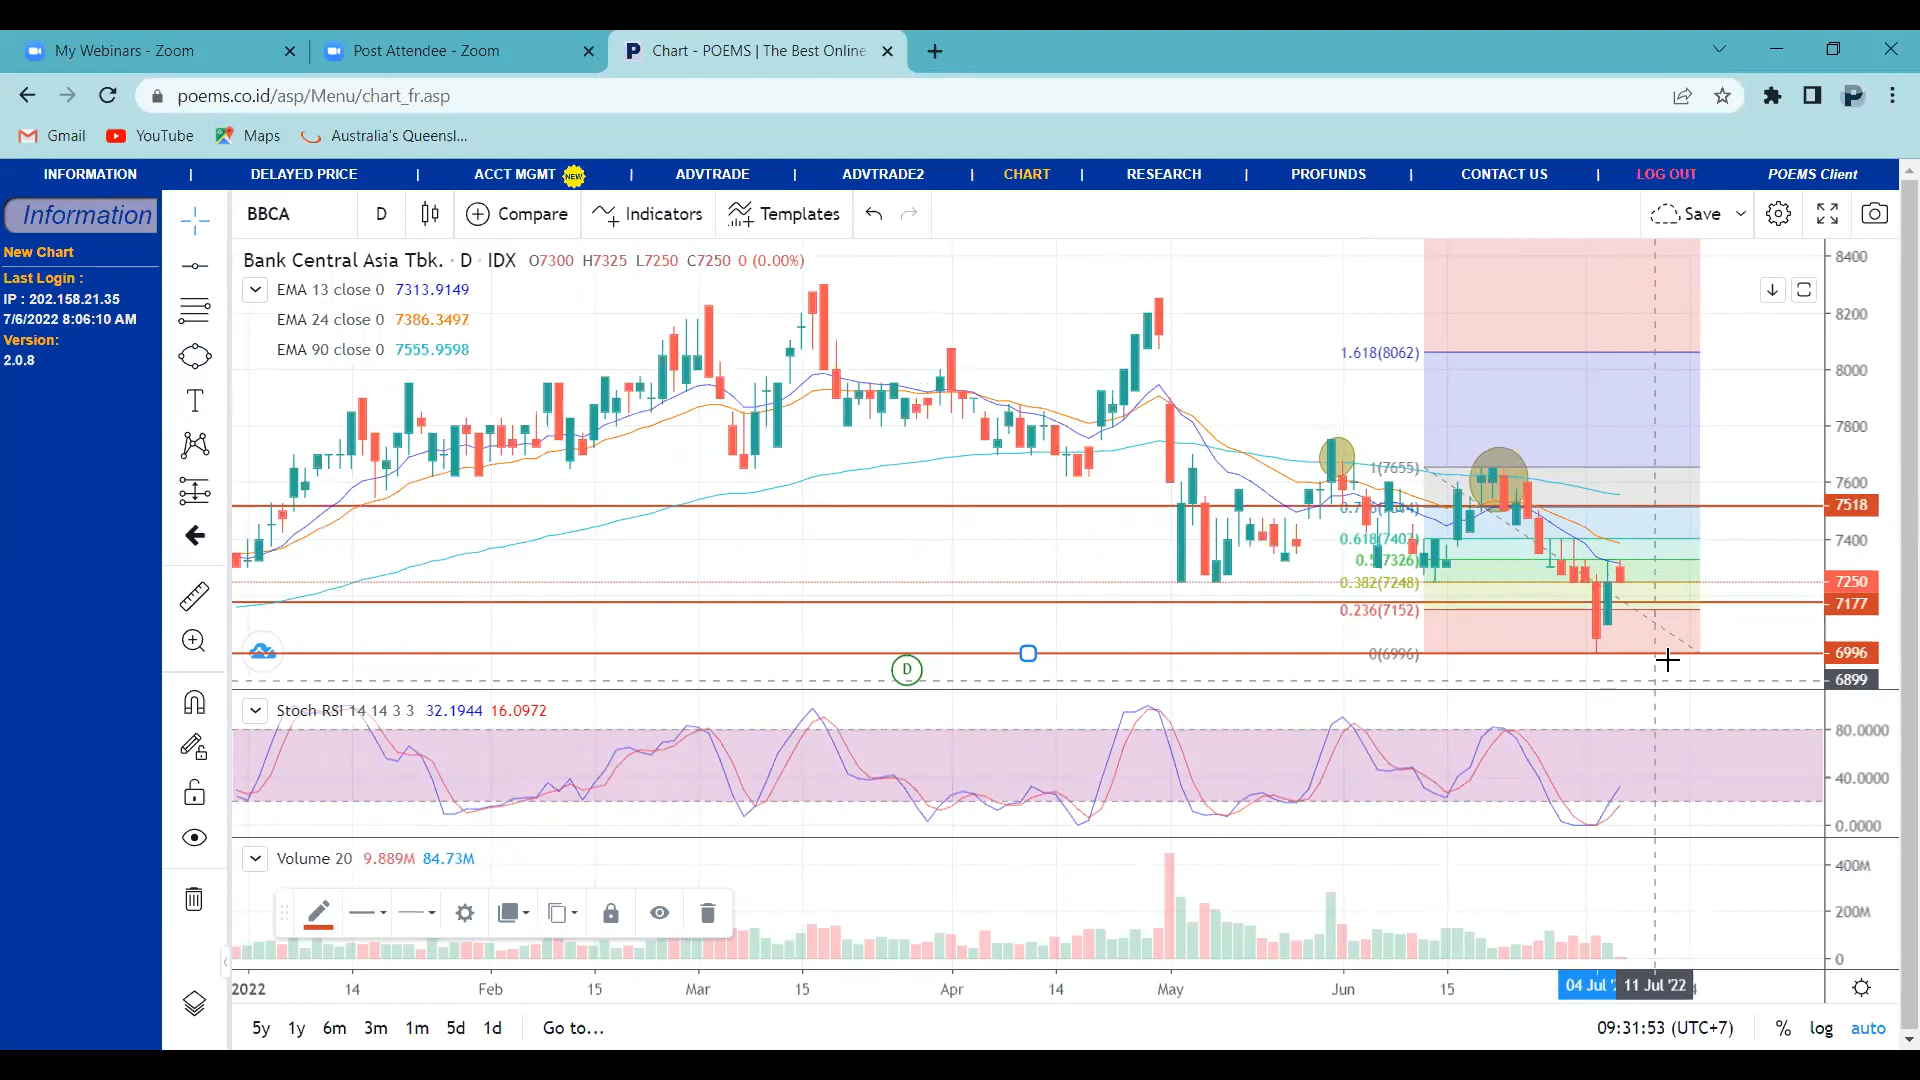 My Webinars - Zoom
Post Attendee - Zoom
Chart - POEMS | The Best Online
poems.co.id/asp/Menu/chart_fr.asp
Gmail
YouTube
Maps
Australia's Queensl...
INFORMATION | DELAYED PRICE | ACCT MGMT NEW | ADVTRADE | ADVTRADE2 | CHART | RESEARCH | PROFUNDS | CONTACT US | LOG OUT POEMS Client
Information
New Chart
Last Login :
IP : 202.158.21.35
7/6/2022 8:06:10 AM
Version:
2.0.8
BBCA D Compare Indicators Templates Save
Bank Central Asia Tbk. · D · IDX O7300 H7325 L7250 C7250 0 (0.00%)
EMA 13 close 0 7313.9149
EMA 24 close 0 7386.3497
EMA 90 close 0 7555.9598
1.618(8062)
1(7655)
0.618(7402)
0.5(7326)
0.382(7248)
0.236(7152)
0(6996)
D
8400
8200
8000
7800
7600
7518
7400
7250
7177
6996
6899
Stoch RSI 14 14 3 3 32.1944 16.0972
80.0000
40.0000
0.0000
Volume 20 9.889M 84.73M
400M
200M
0
2022 14 Feb 15 Mar 15 Apr 14 May Jun 15 04 Jul 11 Jul '22
5y 1y 6m 3m 1m 5d 1d Go to...
09:31:53 (UTC+7) % log auto